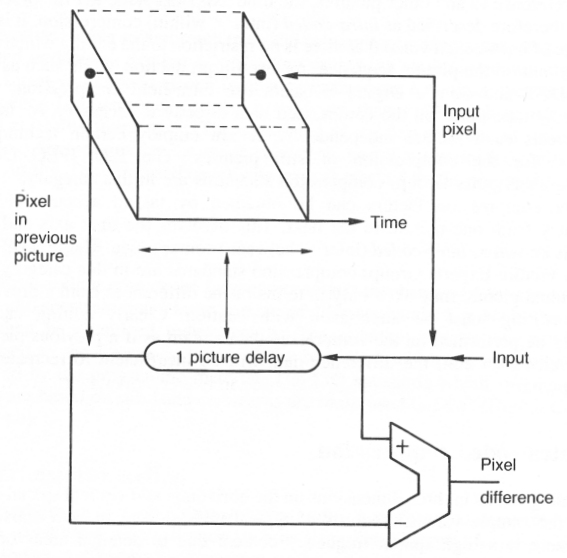 Input
pixel
Pixel
in
previous
picture
Time
1 picture delay
Input
+
Pixel
difference
−